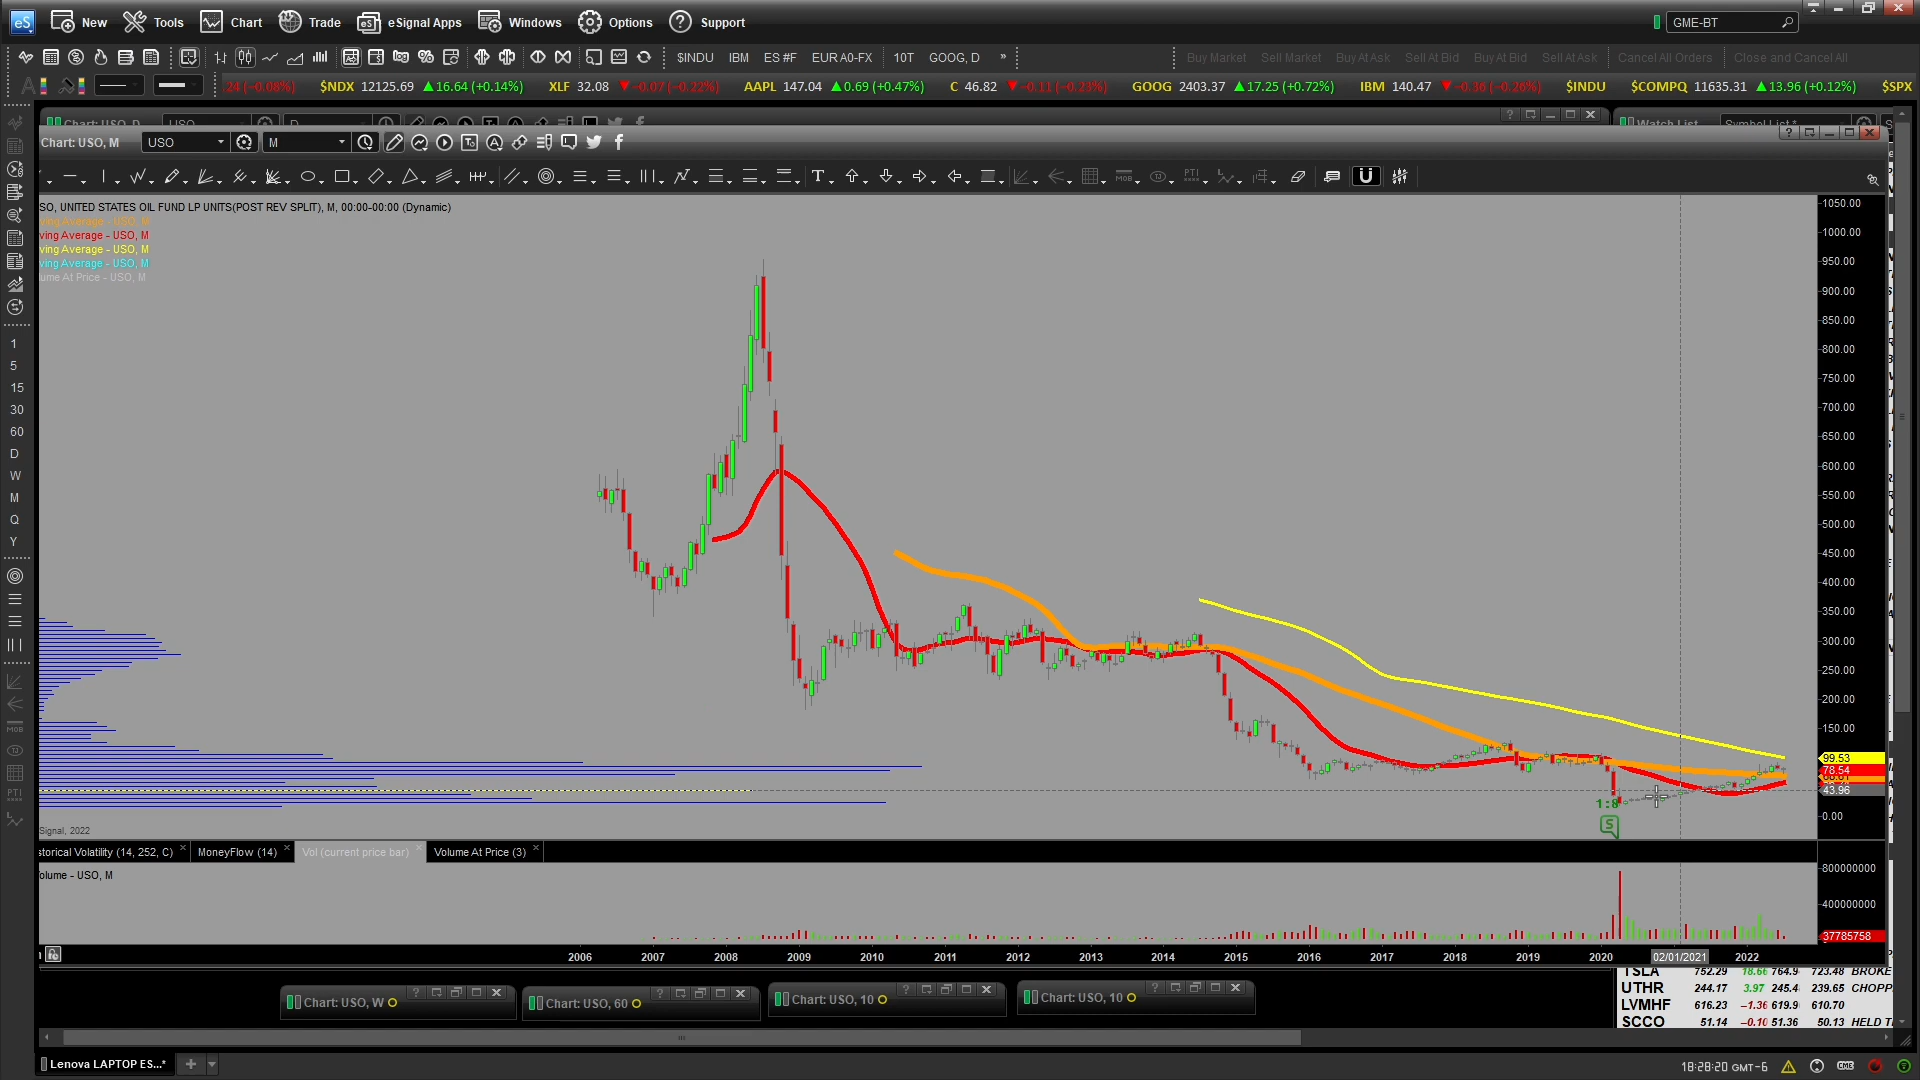 eS New Tools Chart Trade eS eSignal Apps Windows Options Support GME-BT
$INDU IBM ES #F EUR A0-FX 10T GOOG, D » Buy Market Sell Market Buy At Ask Sell At Bid Buy At Bid Sell At Ask Cancel All Orders Close and Cancel All
24 (−0.08%) $NDX 12125.69 ▲16.64 (+0.14%) XLF 32.08 ▼−0.07 (−0.22%) AAPL 147.04 ▲0.69 (+0.47%) C 46.82 ▼−0.11 (−0.23%) GOOG 2403.37 ▲17.25 (+0.72%) IBM 140.47 ▼−0.36 (−0.26%) $INDU $COMPQ 11635.31 ▲13.96 (+0.12%) $SPX
Chart: USO, M USO M
SO, UNITED STATES OIL FUND LP UNITS(POST REV SPLIT), M, 00:00-00:00 (Dynamic)
ving Average - USO, M
ving Average - USO, M
ving Average - USO, M
ving Average - USO, M
ume At Price - USO, M
1050.00
1000.00
950.00
900.00
850.00
800.00
750.00
700.00
650.00
600.00
550.00
500.00
450.00
400.00
350.00
300.00
250.00
200.00
150.00
99.53
78.54
43.96
0.00
1
5
15
30
60
D
W
M
Q
Y
MOB
TJ
PTI
1:8
S
Signal, 2022
storical Volatility (14, 252, C) MoneyFlow (14) Vol (current price bar) Volume At Price (3)
olume - USO, M
800000000
400000000
37785758
2006 2007 2008 2009 2010 2011 2012 2013 2014 2015 2016 2017 2018 2019 2020 02/01/2021 2022
Chart: USO, W Chart: USO, 60 Chart: USO, 10 Chart: USO, 10
TSLA 752.29 18.66 764.9 723.48 BROKE
UTHR 244.17 3.97 245.4 239.65 CHOPP
LVMHF 616.23 −1.36 619.9 610.70
SCCO 51.14 −0.10 51.36 50.13 HELD T
Lenova LAPTOP ES...*
18:28:20 GMT-6 CME